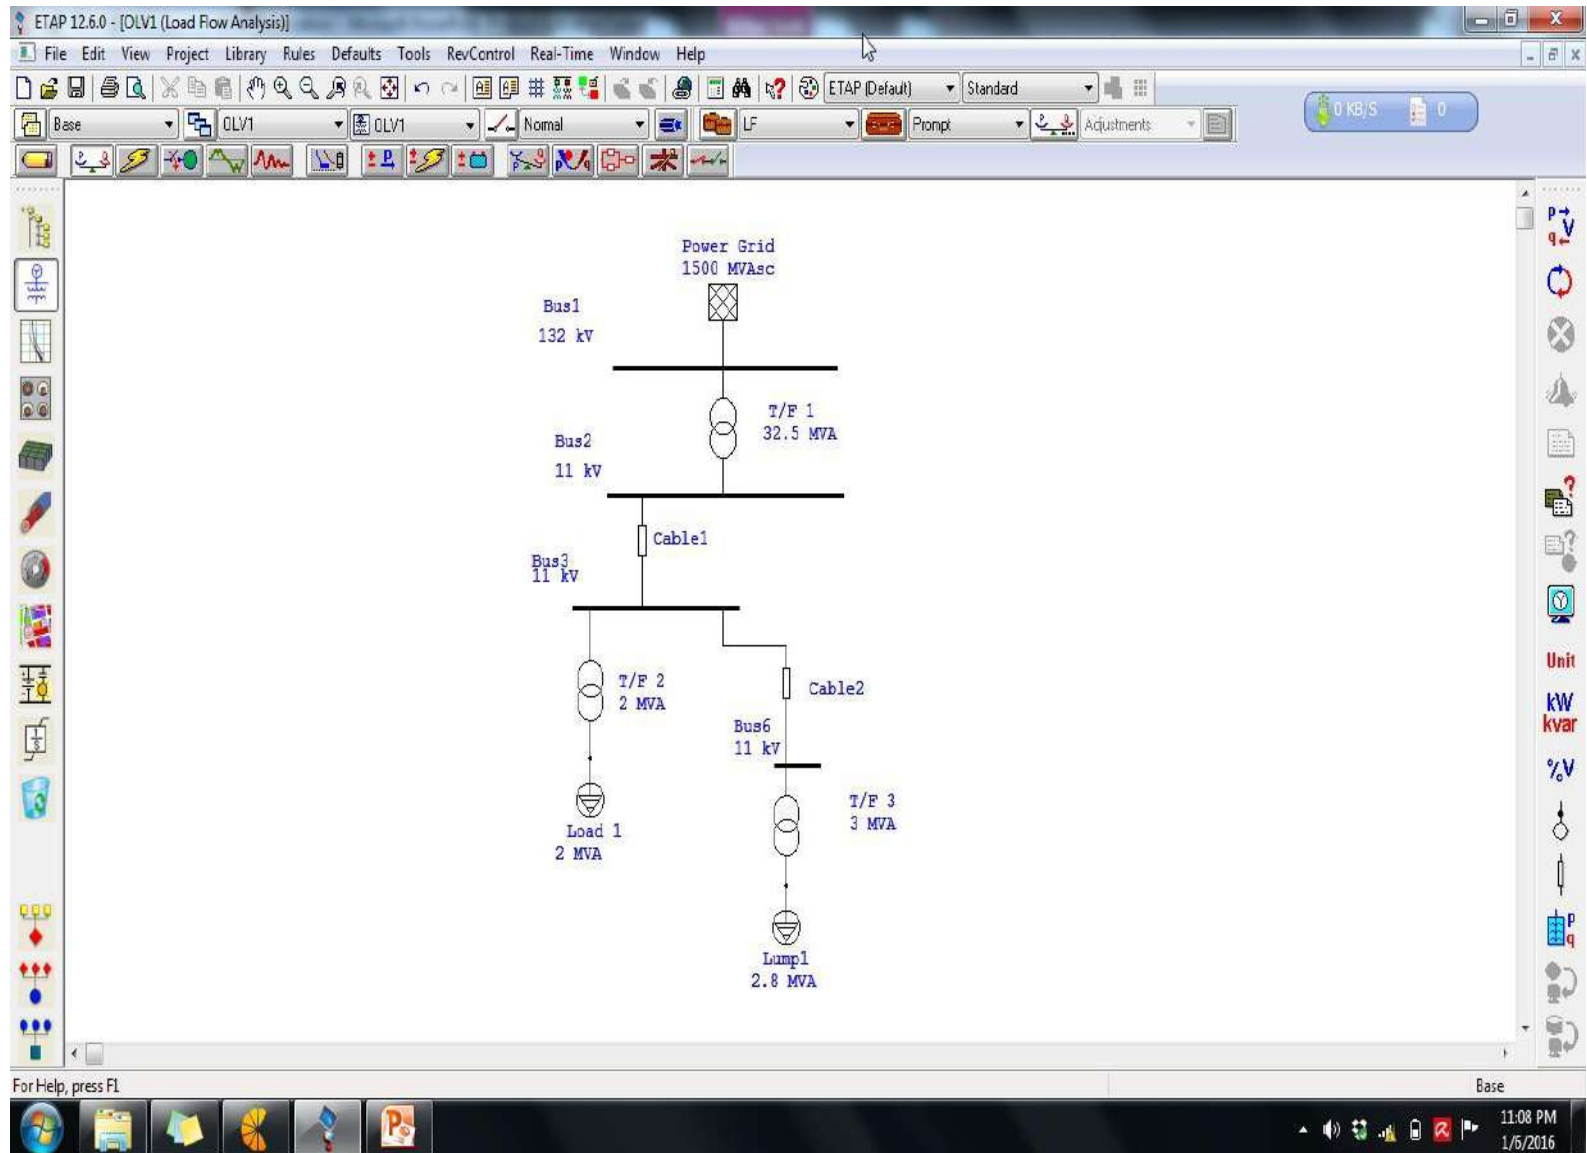 ETAP 12.6.0 - [OLV1 (Load Flow Analysis)]
File Edit View Project Library Rules Defaults Tools RevControl Real-Time Window Help
ETAP (Default) Standard
0 KB/S 0
Base OLV1 OLV1 Normal LF Prompt Adjustments
Power Grid
1500 MVAsc
Bus1
132 kV
T/F 1
32.5 MVA
Bus2
11 kV
Cable1
Bus3
11 kV
T/F 2
2 MVA
Cable2
Bus6
11 kV
T/F 3
3 MVA
Load 1
2 MVA
Lump1
2.8 MVA
Unit
kW
kvar
%V
For Help, press F1
Base
11:08 PM
1/6/2016